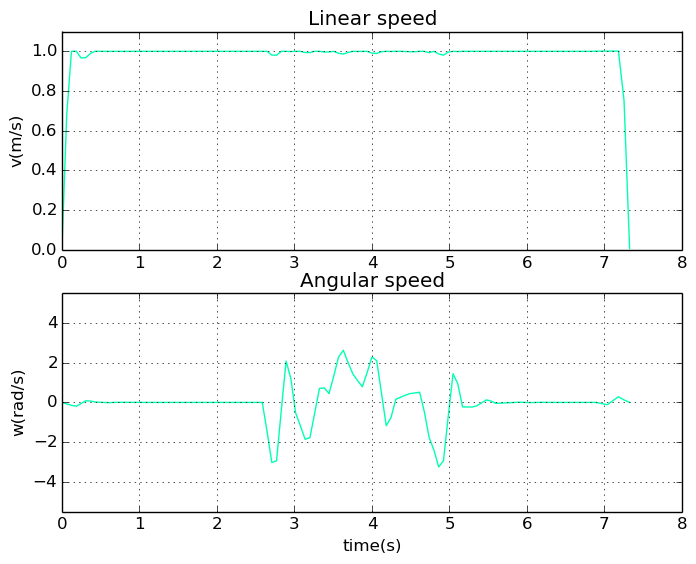 Linear speed
1.0
0.8
0.6
0.4
0.2
0.0
v(m/s)
0 1 2 3 4 5 6 7 8
Angular speed
4
2
0
−2
−4
w(rad/s)
0 1 2 3 4 5 6 7 8
time(s)